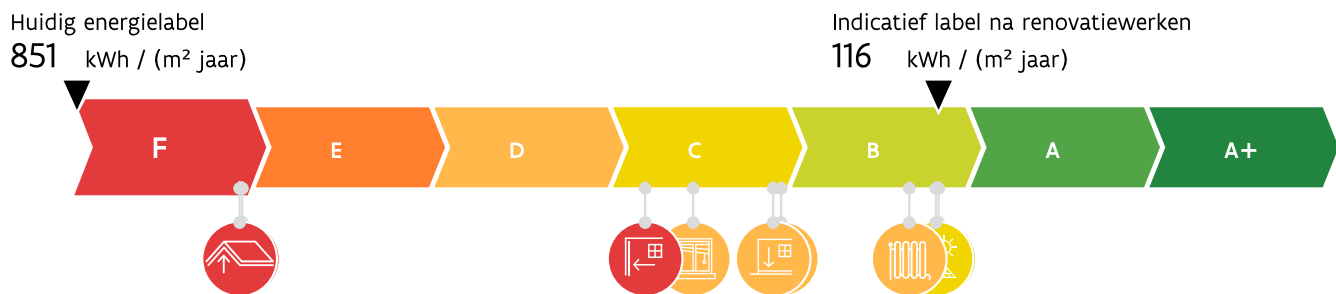 Huidig energielabel
851 kWh / (m² jaar)
Indicatief label na renovatiewerken
116 kWh / (m² jaar)
F E D C B A A+